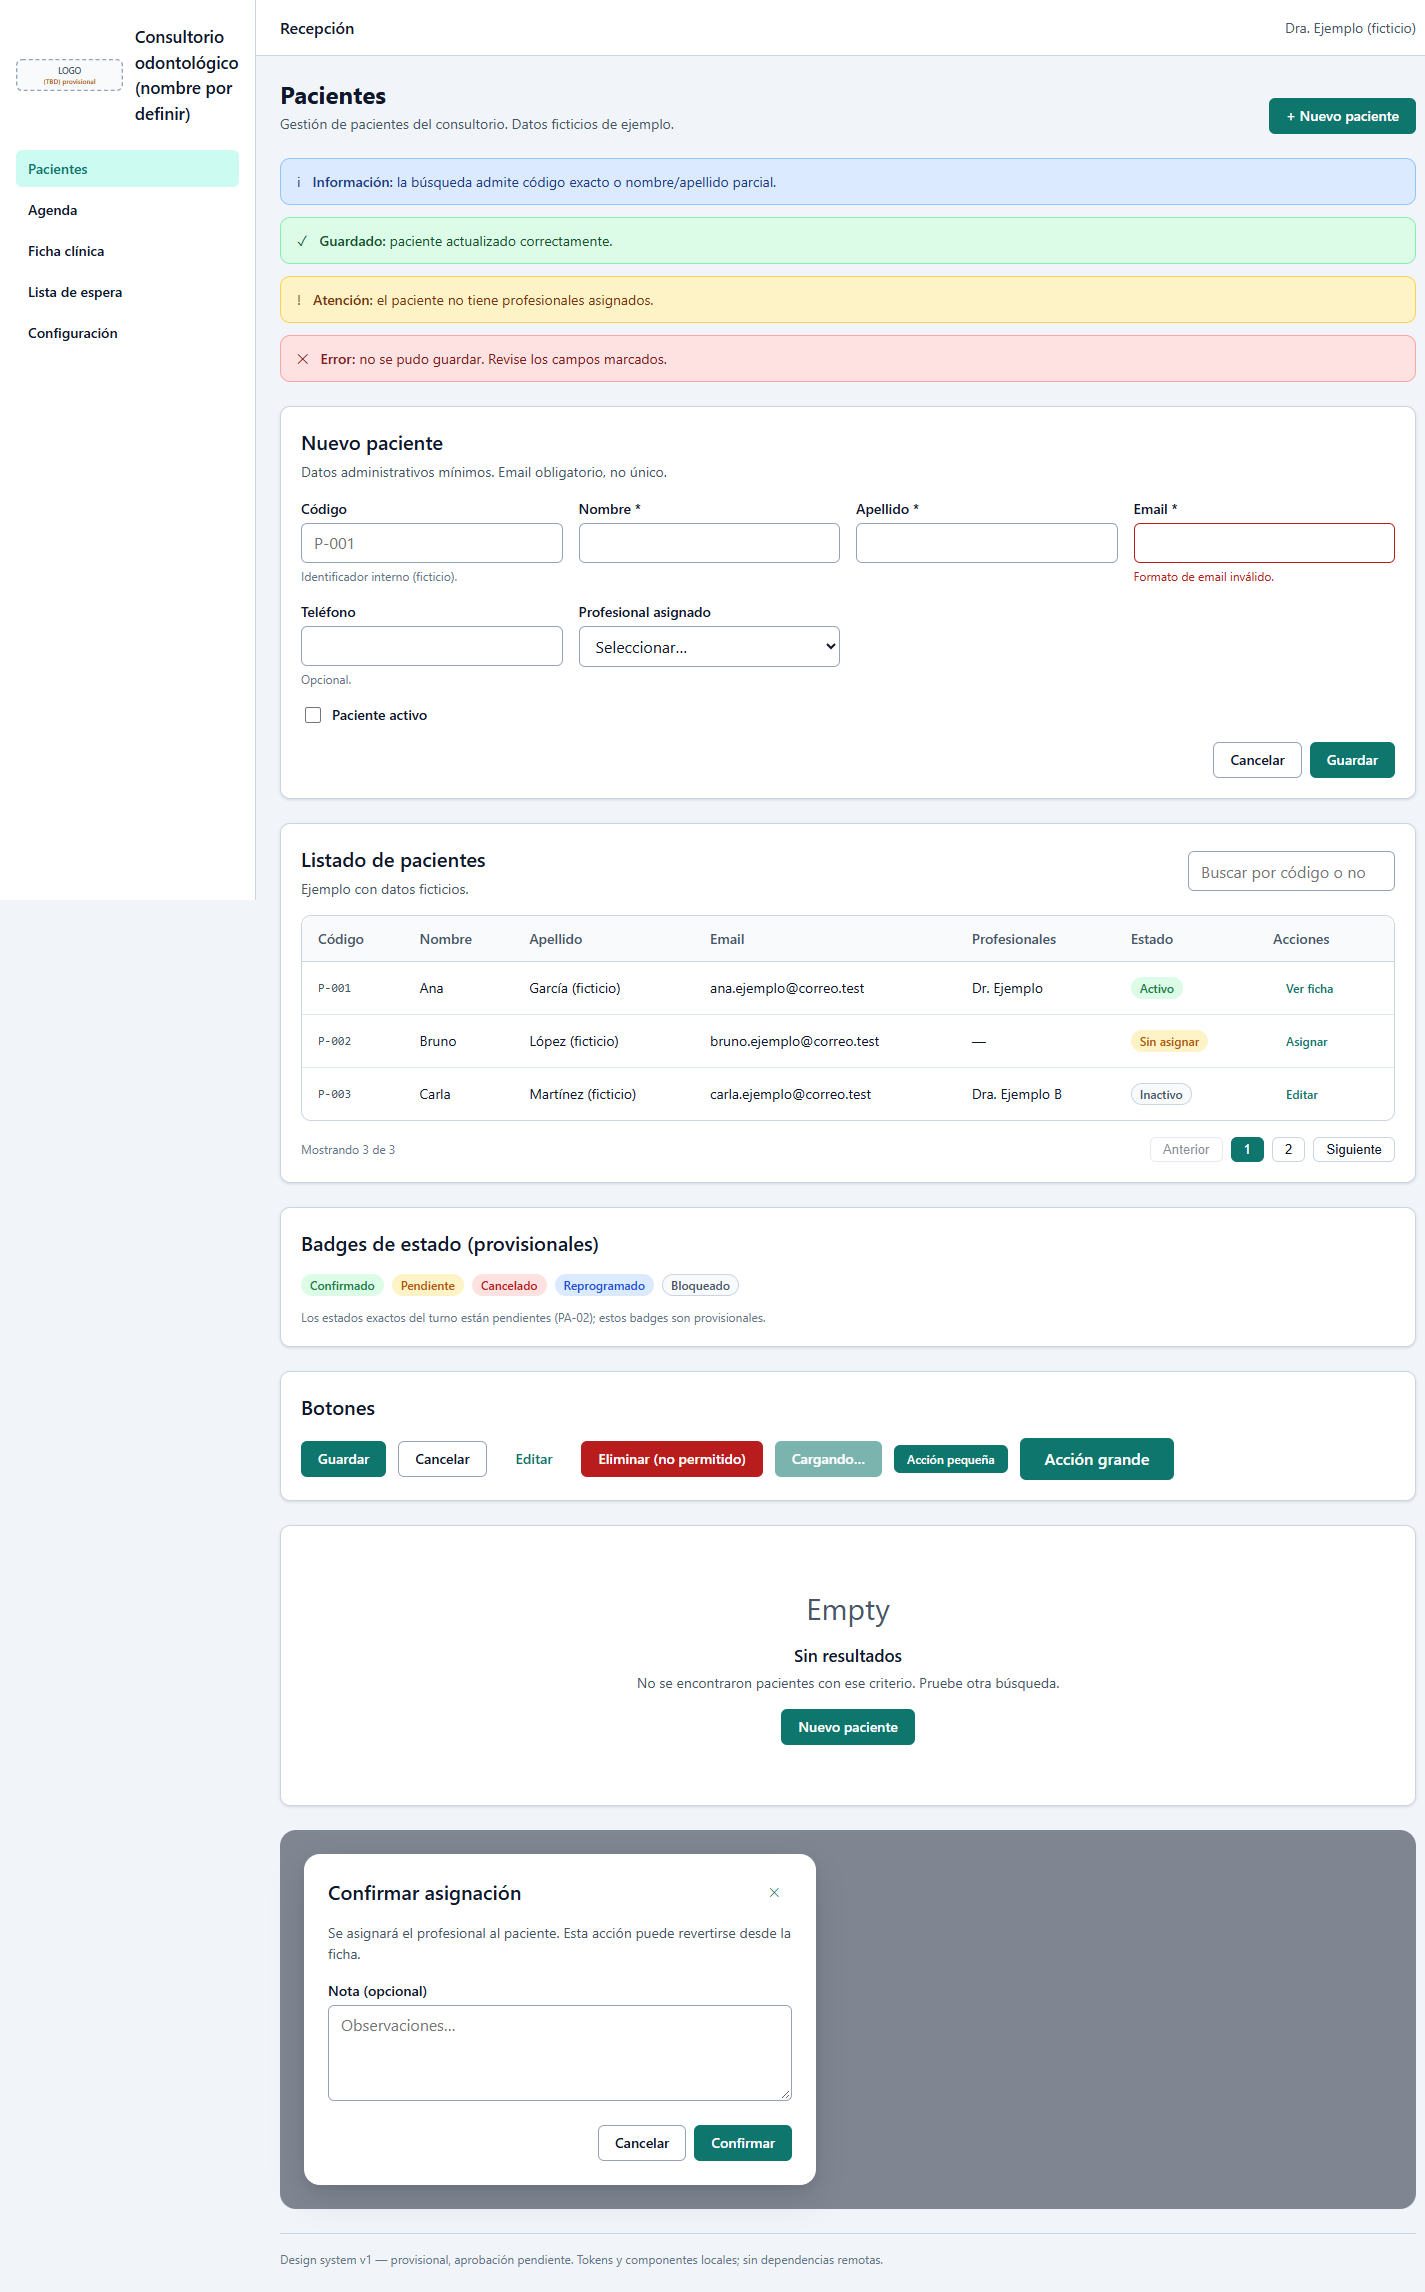 LOGO
(TBD) provisional
Consultorio
odontológico
(nombre por
definir)
Pacientes
Agenda
Ficha clínica
Lista de espera
Configuración
Recepción
Dra. Ejemplo (ficticio)
Pacientes
Gestión de pacientes del consultorio. Datos ficticios de ejemplo.
+ Nuevo paciente
i Información: la búsqueda admite código exacto o nombre/apellido parcial.
✓ Guardado: paciente actualizado correctamente.
! Atención: el paciente no tiene profesionales asignados.
✕ Error: no se pudo guardar. Revise los campos marcados.
Nuevo paciente
Datos administrativos mínimos. Email obligatorio, no único.
Código
Nombre *
Apellido *
Email *
P-001
Identificador interno (ficticio).
Formato de email inválido.
Teléfono
Profesional asignado
Seleccionar...
Opcional.
Paciente activo
Cancelar
Guardar
Listado de pacientes
Ejemplo con datos ficticios.
Buscar por código o no
Código Nombre Apellido Email Profesionales Estado Acciones
P-001 Ana García (ficticio) ana.ejemplo@correo.test Dr. Ejemplo Activo Ver ficha
P-002 Bruno López (ficticio) bruno.ejemplo@correo.test — Sin asignar Asignar
P-003 Carla Martínez (ficticio) carla.ejemplo@correo.test Dra. Ejemplo B Inactivo Editar
Mostrando 3 de 3
Anterior 1 2 Siguiente
Badges de estado (provisionales)
Confirmado Pendiente Cancelado Reprogramado Bloqueado
Los estados exactos del turno están pendientes (PA-02); estos badges son provisionales.
Botones
Guardar Cancelar Editar Eliminar (no permitido) Cargando... Acción pequeña Acción grande
Empty
Sin resultados
No se encontraron pacientes con ese criterio. Pruebe otra búsqueda.
Nuevo paciente
Confirmar asignación
✕
Se asignará el profesional al paciente. Esta acción puede revertirse desde la
ficha.
Nota (opcional)
Observaciones...
Cancelar
Confirmar
Design system v1 — provisional, aprobación pendiente. Tokens y componentes locales; sin dependencias remotas.